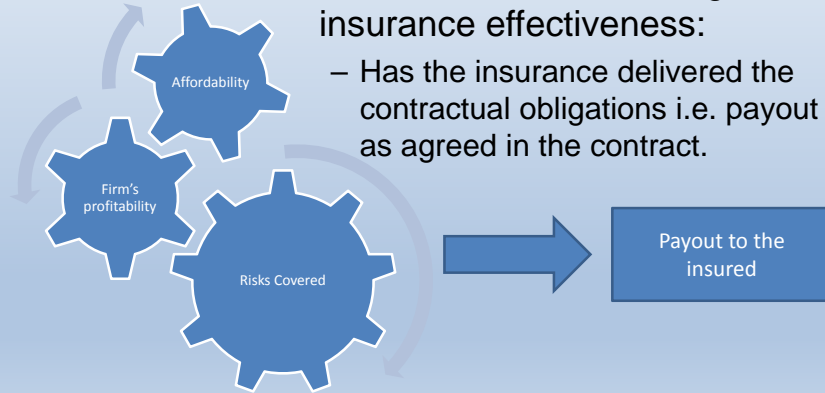 insurance effectiveness:
– Has the insurance delivered the
contractual obligations i.e. payout
as agreed in the contract.
Affordability
Firm's
profitability
Risks Covered
Payout to the
insured